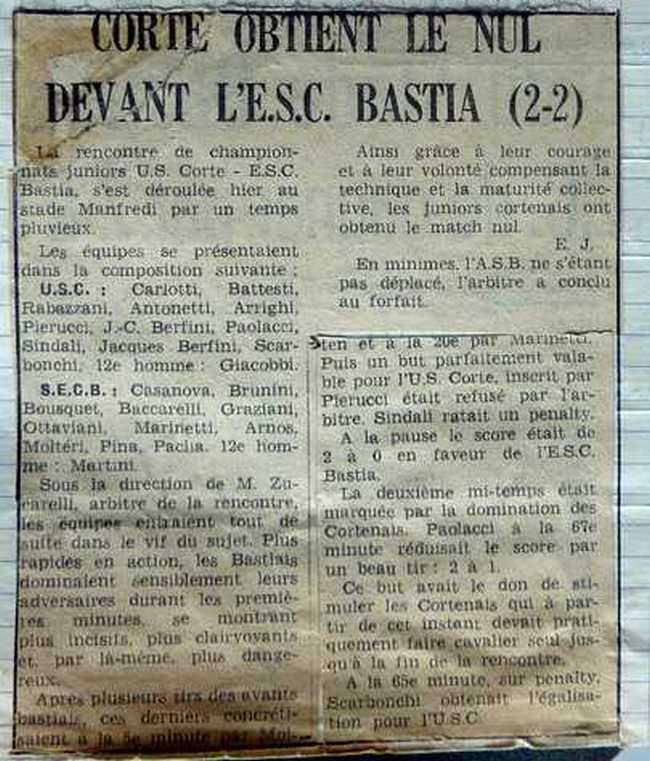 CORTE OBTIENT LE NUL
DEVANT L'E.S.C. BASTIA (2-2)
La rencontre de champion-
nats juniors U.S. Corte - E.S.C.
Bastia, s'est déroulée hier au
stade Manfredi par un temps
pluvieux.
Les équipes se présentaient
dans la composition suivante :
U.S.C. : Carlotti, Battesti,
Rabazzani, Antonetti, Arrighi,
Pierucci, J.-C. Berfini, Paolacci,
Sindali, Jacques Berfini, Scar-
bonchi, 12e homme : Giacobbi.
S.E.C.B. : Casanova, Brunini,
Bousquet, Baccarelli, Graziani,
Ottaviani, Marinetti, Arnos,
Moltéri, Pina, Paclia. 12e hom-
me : Martini.
Sous la direction de M. Zu-
carelli, arbitre de la rencontre,
les équipes entraient tout de
suite dans le vif du sujet. Plus
rapides en action, les Bastiais
dominaient sensiblement leurs
adversaires durant les premiè-
res minutes, se montrant
plus incisifs, plus clairvoyants
et, par là-même, plus dange-
reux.
Après plusieurs tirs des avants
bastiais, ces derniers concréti-
saient à la 5e minute par Mol-
ten et à la 20e par Marinetti.
Puis un but parfaitement vala-
ble pour l'U.S. Corte, inscrit par
Pierucci était refusé par l'ar-
bitre. Sindali ratait un penalty.
A la pause le score était de
2 à 0 en faveur de l'E.S.C.
Bastia.
La deuxième mi-temps était
marquée par la domination des
Cortenais. Paolacci à la 67e
minute réduisait le score par
un beau tir : 2 à 1.
Ce but avait le don de sti-
muler les Cortenais qui à par-
tir de cet instant devait prati-
quement faire cavalier seul jus-
qu'à la fin de la rencontre.
A la 65e minute, sur penalty,
Scarbonchi obtenait l'égalisa-
tion pour l'U.S.C.
Ainsi grâce à leur courage
et à leur volonté compensant la
technique et la maturité collec-
tive, les juniors cortenais ont
obtenu le match nul.
E. J.
En minimes, l'A.S.B. ne s'étant
pas déplacé, l'arbitre a conclu
au forfait.